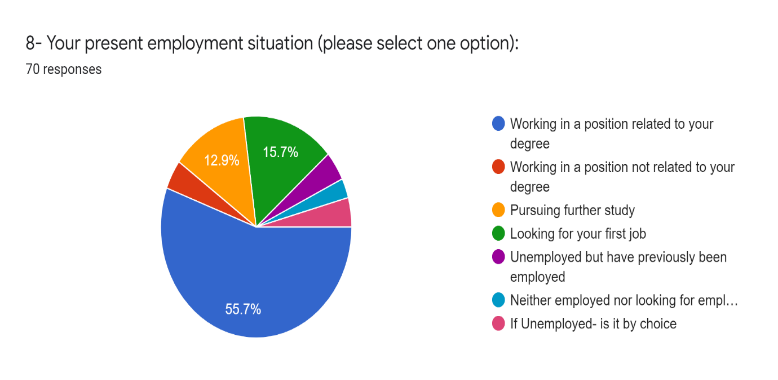 8- Your present employment situation (please select one option):
70 responses
Working in a position related to your
degree
Working in a position not related to your
degree
Pursuing further study
Looking for your first job
Unemployed but have previously been
employed
Neither employed nor looking for empl…
If Unemployed- is it by choice
12.9%
15.7%
55.7%